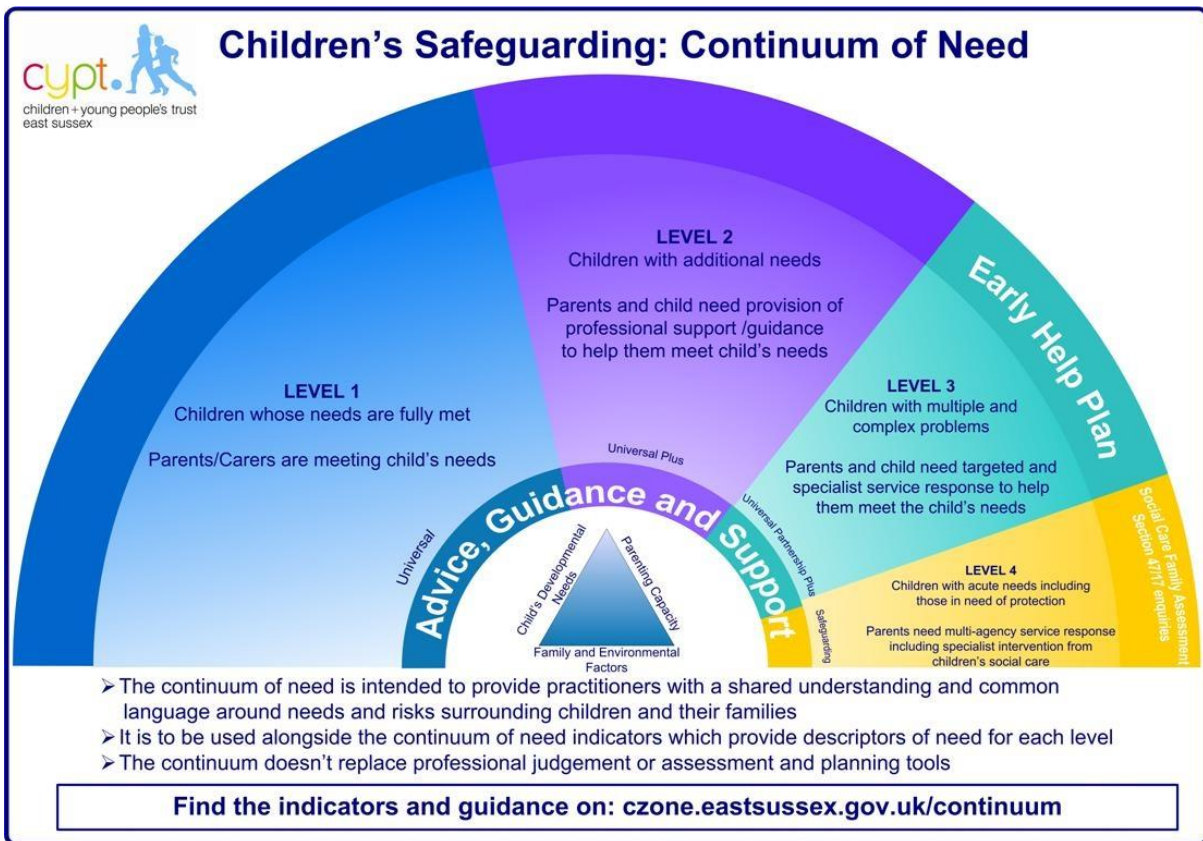 Children's Safeguarding: Continuum of Need
cypt.
children+young people's trust
east sussex
LEVEL 1
Children whose needs are fully met
Parents/Carers are meeting child's needs
LEVEL 2
Children with additional needs
Parents and child need provision of
professional support /guidance
to help them meet child's needs
LEVEL 3
Children with multiple and
complex problems
Parents and child need targeted and
specialist service response to help
them meet the child's needs
LEVEL 4
Children with acute needs including
those in need of protection
Parents need multi-agency service response
including specialist intervention from
children's social care
Early Help Plan
Social Care Family Assessment
Section 47/17 enquiries
Universal
Universal Plus
Universal Partnership Plus
Safeguarding
Advice, Guidance and Support
Child's Developmental
Needs
Parenting Capacity
Family and Environmental
Factors
➢ The continuum of need is intended to provide practitioners with a shared understanding and common
language around needs and risks surrounding children and their families
➢ It is to be used alongside the continuum of need indicators which provide descriptors of need for each level
➢ The continuum doesn't replace professional judgement or assessment and planning tools
Find the indicators and guidance on: czone.eastsussex.gov.uk/continuum